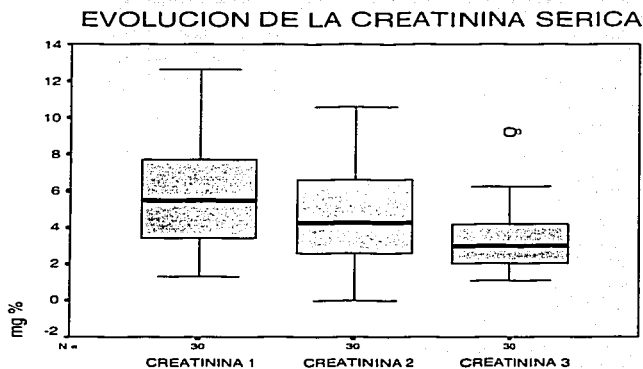 EVOLUCION DE LA CREATININA SERICA
14
12
10
8
6
4
2
0
-2
mg %
N = 30 30 30
CREATININA 1 CREATININA 2 CREATININA 3